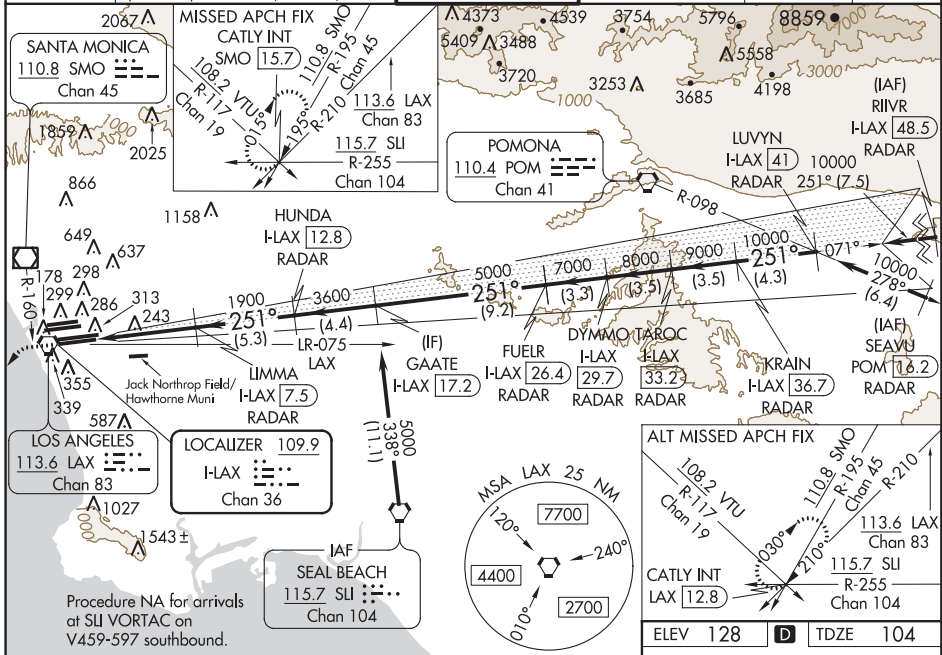 2067
MISSED APCH FIX
CATLY INT
SMO 15.7
108.2 VTU
R-117
Chan 19
110.8 SMO
R-195
Chan 45
R-210
113.6 LAX
Chan 83
015°
195°
115.7 SLI
R-255
Chan 104
4373
4539
3754
5796
8859
5409
3488
5558
3720
3253
3685
4198
3000
1000
SANTA MONICA
110.8 SMO
Chan 45
1859
1000
2025
866
1158
649
637
178
298
299
286
313
243
R-160
355
339
587
1027
1000
1543±
POMONA
110.4 POM
Chan 41
R-098
(IAF)
RIIVR
I-LAX 48.5
RADAR
LUVYN
I-LAX 41
RADAR
10000
251° (7.5)
HUNDA
I-LAX 12.8
RADAR
1900
251°
(5.3)
3600
(4.4)
5000
251°
(9.2)
7000
(3.3)
8000
(3.5)
9000
(3.5)
10000
251°
(4.3)
071°
10000
278°
(6.4)
(IAF)
SEAVU
POM 16.2
RADAR
LR-075
LAX
(IF)
GAATE
I-LAX 17.2
FUELR
I-LAX 26.4
RADAR
DYMMO
I-LAX
29.7
RADAR
TAROC
I-LAX
33.2
RADAR
KRAIN
I-LAX 36.7
RADAR
LIMMA
I-LAX 7.5
RADAR
Jack Northrop Field/
Hawthorne Muni
LOS ANGELES
113.6 LAX
Chan 83
LOCALIZER 109.9
I-LAX
Chan 36
5000
338°
(11.1)
IAF
SEAL BEACH
115.7 SLI
Chan 104
Procedure NA for arrivals
at SLI VORTAC on
V459-597 southbound.
MSA LAX 25 NM
120°
7700
240°
4400
2700
010°
ALT MISSED APCH FIX
108.2 VTU
R-117
Chan 19
110.8 SMO
R-195
Chan 45
R-210
113.6 LAX
Chan 83
030°
210°
115.7 SLI
R-255
Chan 104
CATLY INT
LAX 12.8
ELEV 128 D TDZE 104